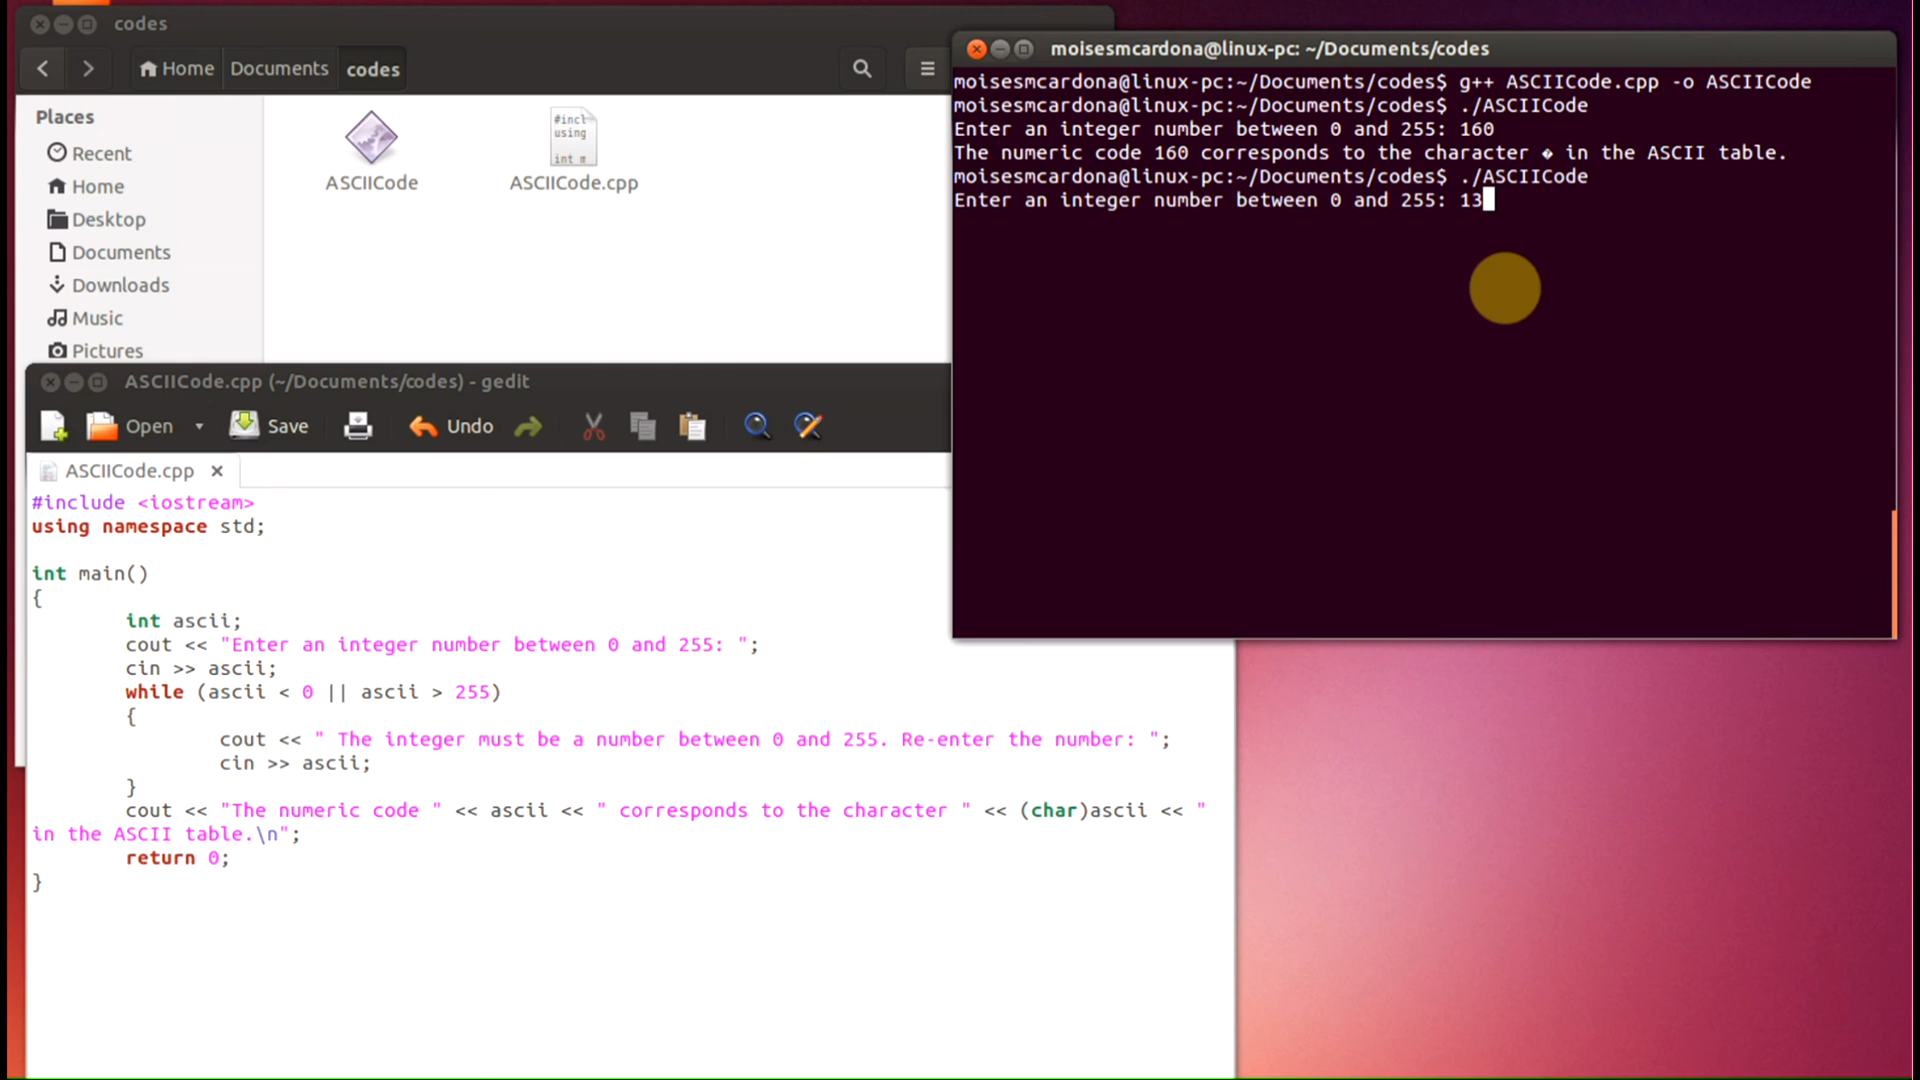 codes
Home Documents codes
Places
Recent
Home
Desktop
Documents
Downloads
Music
Pictures
#incl
using
int m
ASCIICode
ASCIICode.cpp
moisesmcardona@linux-pc: ~/Documents/codes
moisesmcardona@linux-pc:~/Documents/codes$ g++ ASCIICode.cpp -o ASCIICode
moisesmcardona@linux-pc:~/Documents/codes$ ./ASCIICode
Enter an integer number between 0 and 255: 160
The numeric code 160 corresponds to the character � in the ASCII table.
moisesmcardona@linux-pc:~/Documents/codes$ ./ASCIICode
Enter an integer number between 0 and 255: 13
ASCIICode.cpp (~/Documents/codes) - gedit
Open Save Undo
ASCIICode.cpp
#include <iostream>
using namespace std;
int main()
{
int ascii;
cout << "Enter an integer number between 0 and 255: ";
cin >> ascii;
while (ascii < 0 || ascii > 255)
{
cout << " The integer must be a number between 0 and 255. Re-enter the number: ";
cin >> ascii;
}
cout << "The numeric code " << ascii << " corresponds to the character " << (char)ascii << "
in the ASCII table.\n";
return 0;
}